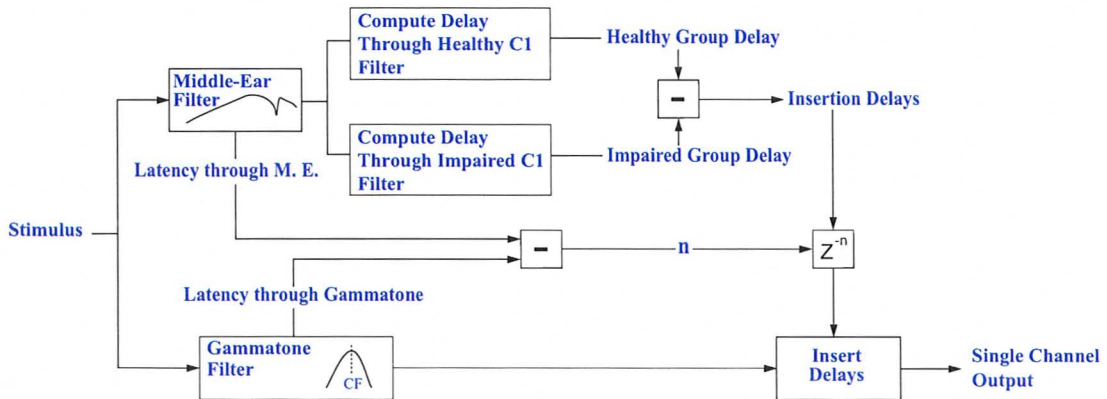 Compute Delay
Through Healthy C1
Filter
Healthy Group Delay
Middle-Ear
Filter
-
Insertion Delays
Compute Delay
Through Impaired C1
Filter
Impaired Group Delay
Latency through M. E.
Stimulus
-
n
Z-n
Latency through Gammatone
Gammatone
Filter
CF
Insert
Delays
Single Channel
Output